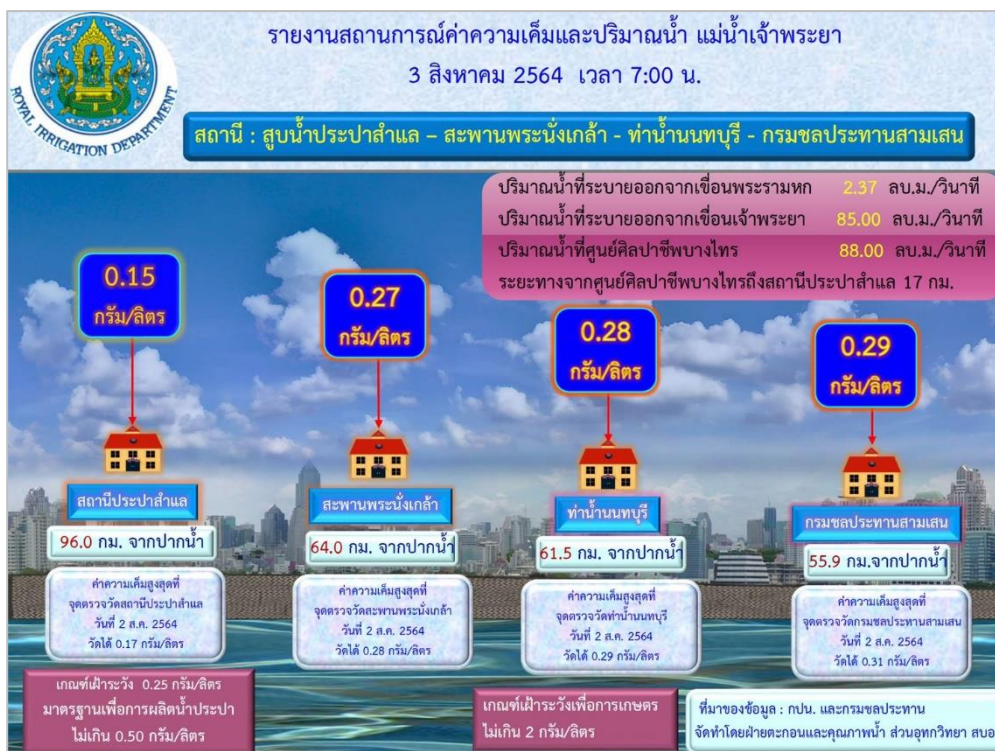 รายงานสถานการณ์ค่าความเค็มและปริมาณน้ำ แม่น้ำเจ้าพระยา
3 สิงหาคม 2564 เวลา 7:00 น.
ROYAL IRRIGATION DEPARTMENT
สถานี : สูบน้ำประปาสำแล – สะพานพระนั่งเกล้า - ท่าน้ำนนทบุรี - กรมชลประทานสามเสน
ปริมาณน้ำที่ระบายออกจากเขื่อนพระรามหก 2.37 ลบ.ม./วินาที
ปริมาณน้ำที่ระบายออกจากเขื่อนเจ้าพระยา 85.00 ลบ.ม./วินาที
ปริมาณน้ำที่ศูนย์ศิลปาชีพบางไทร 88.00 ลบ.ม./วินาที
ระยะทางจากศูนย์ศิลปาชีพบางไทรถึงสถานีประปาสำแล 17 กม.
0.15
กรัม/ลิตร
สถานีประปาสำแล
96.0 กม. จากปากน้ำ
ค่าความเค็มสูงสุดที่
จุดตรวจวัดสถานีประปาสำแล
วันที่ 2 ส.ค. 2564
วัดได้ 0.17 กรัม/ลิตร
0.27
กรัม/ลิตร
สะพานพระนั่งเกล้า
64.0 กม. จากปากน้ำ
ค่าความเค็มสูงสุดที่
จุดตรวจวัดสะพานพระนั่งเกล้า
วันที่ 2 ส.ค. 2564
วัดได้ 0.28 กรัม/ลิตร
0.28
กรัม/ลิตร
ท่าน้ำนนทบุรี
61.5 กม. จากปากน้ำ
ค่าความเค็มสูงสุดที่
จุดตรวจวัดท่าน้ำนนทบุรี
วันที่ 2 ส.ค. 2564
วัดได้ 0.29 กรัม/ลิตร
0.29
กรัม/ลิตร
กรมชลประทานสามเสน
55.9 กม.จากปากน้ำ
ค่าความเค็มสูงสุดที่
จุดตรวจวัดกรมชลประทานสามเสน
วันที่ 2 ส.ค. 2564
วัดได้ 0.31 กรัม/ลิตร
เกณฑ์เฝ้าระวัง 0.25 กรัม/ลิตร
มาตรฐานเพื่อการผลิตน้ำประปา
ไม่เกิน 0.50 กรัม/ลิตร
เกณฑ์เฝ้าระวังเพื่อการเกษตร
ไม่เกิน 2 กรัม/ลิตร
ที่มาของข้อมูล : กปน. และกรมชลประทาน
จัดทำโดยฝ่ายตะกอนและคุณภาพน้ำ ส่วนอุทกวิทยา สบอ